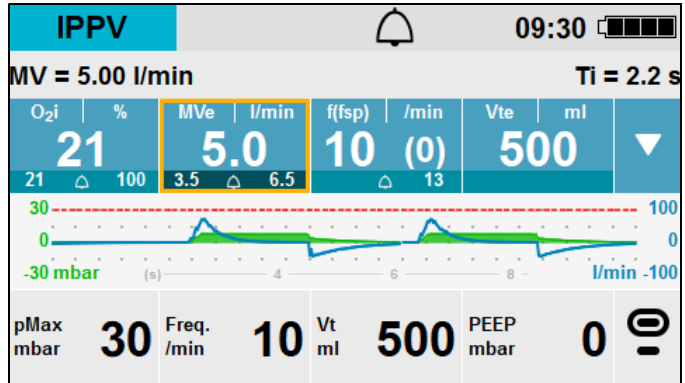 IPPV 09:30
MV = 5.00 l/min Ti = 2.2 s
O₂i % MVe l/min f(fsp) /min Vte ml
21 5.0 10 (0) 500
21 100 3.5 6.5 13
30 100
0 0
-30 mbar (s) 4 6 8 l/min -100
pMax mbar 30 Freq. /min 10 Vt ml 500 PEEP mbar 0